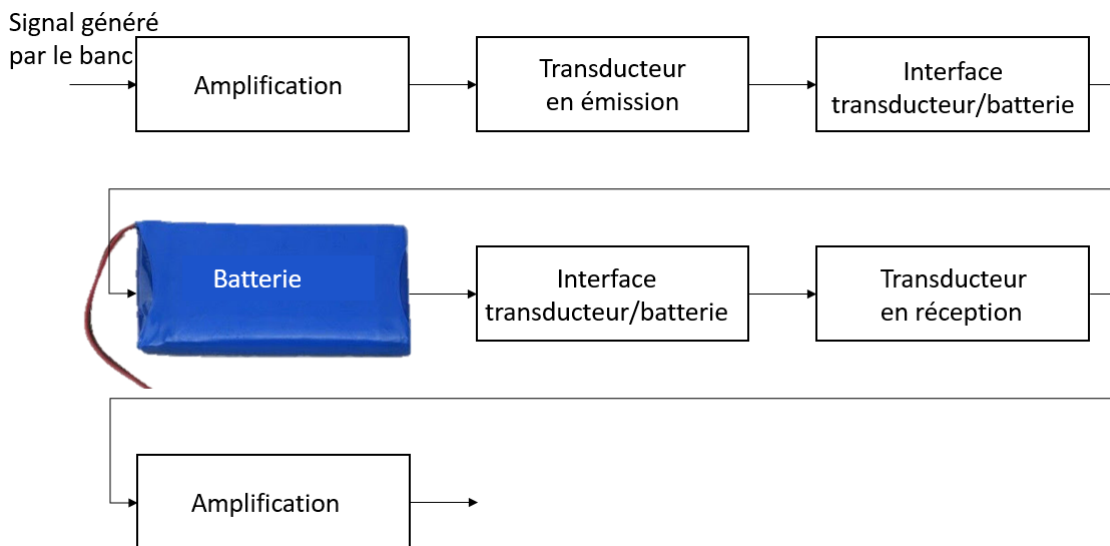 Signal généré
par le banc
Amplification
Transducteur
en émission
Interface
transducteur/batterie
Batterie
Interface
transducteur/batterie
Transducteur
en réception
Amplification